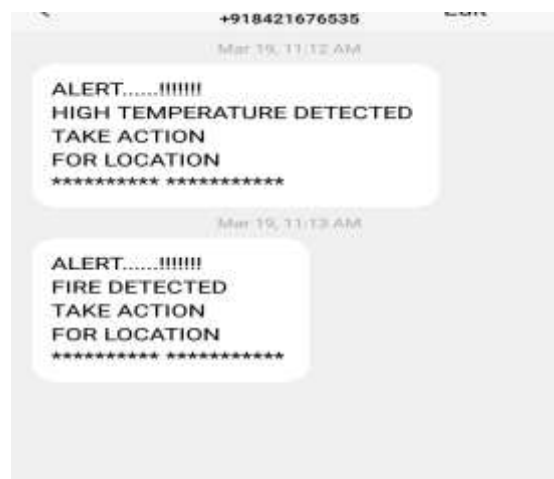 +918421676535
Edit
Mar 19, 11:12 AM
ALERT......!!!!!!!
HIGH TEMPERATURE DETECTED
TAKE ACTION
FOR LOCATION
********** ***********
Mar 19, 11:13 AM
ALERT......!!!!!!!
FIRE DETECTED
TAKE ACTION
FOR LOCATION
********** ***********